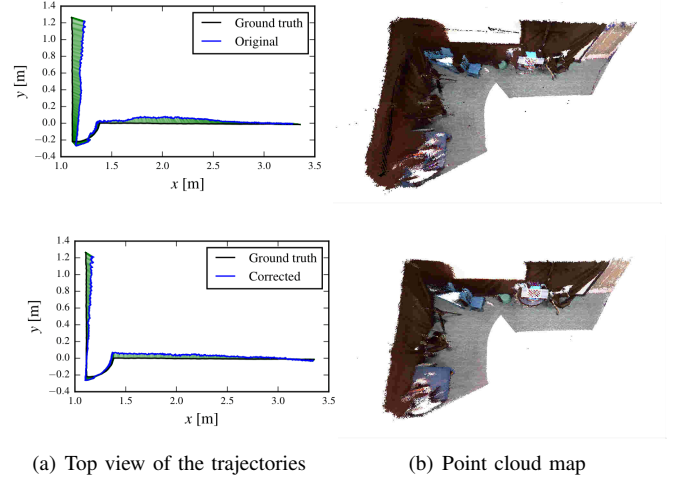 1.4
1.2
1.0
0.8
0.6
0.4
0.2
0.0
−0.2
−0.4
y [m]
Ground truth
Original
1.0 1.5 2.0 2.5 3.0 3.5
x [m]
1.4
1.2
1.0
0.8
0.6
0.4
0.2
0.0
−0.2
−0.4
y [m]
Ground truth
Corrected
1.0 1.5 2.0 2.5 3.0 3.5
x [m]
(a) Top view of the trajectories
(b) Point cloud map